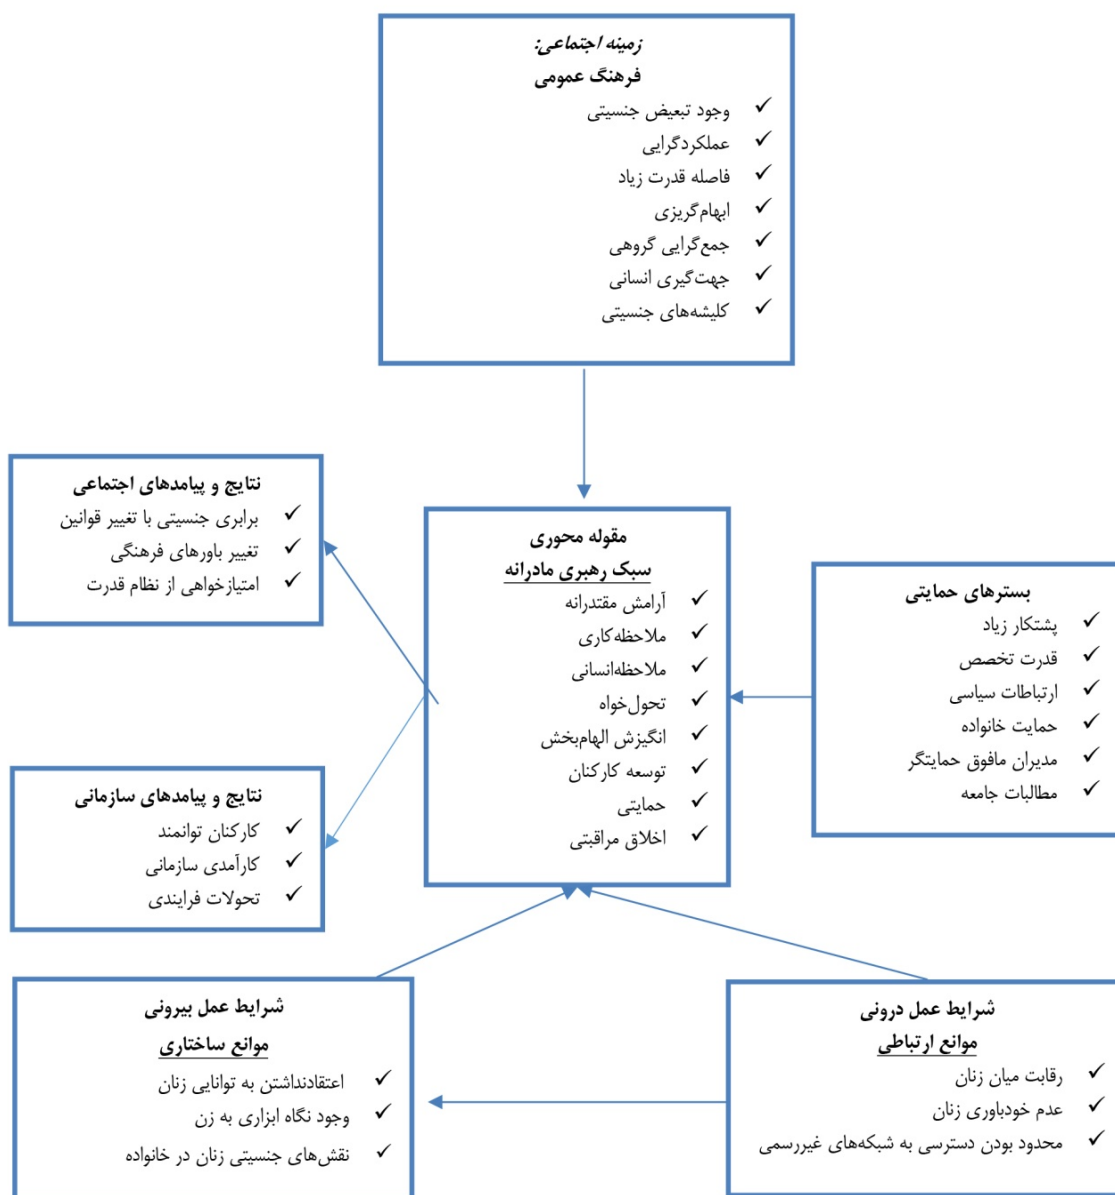 زمینه اجتماعی:
فرهنگ عمومی
✓ وجود تبعیض جنسیتی
✓ عملکردگرایی
✓ فاصله قدرت زیاد
✓ ابهام‌گریزی
✓ جمع‌گرایی گروهی
✓ جهت‌گیری انسانی
✓ کلیشه‌های جنسیتی
بسترهای حمایتی
✓ پشتکار زیاد
✓ قدرت تخصص
✓ ارتباطات سیاسی
✓ حمایت خانواده
✓ مدیران مافوق حمایتگر
✓ مطالبات جامعه
مقوله محوری
سبک رهبری مادرانه
✓ آرامش مقتدرانه
✓ ملاحظه‌کاری
✓ ملاحظه‌انسانی
✓ تحول‌خواه
✓ انگیزش الهام‌بخش
✓ توسعه کارکنان
✓ حمایتی
✓ اخلاق مراقبتی
نتایج و پیامدهای اجتماعی
✓ برابری جنسیتی با تغییر قوانین
✓ تغییر باورهای فرهنگی
✓ امتیازخواهی از نظام قدرت
نتایج و پیامدهای سازمانی
✓ کارکنان توانمند
✓ کارآمدی سازمانی
✓ تحولات فرایندی
شرایط عمل درونی
موانع ارتباطی
✓ رقابت میان زنان
✓ عدم خودباوری زنان
✓ محدود بودن دسترسی به شبکه‌های غیررسمی
شرایط عمل بیرونی
موانع ساختاری
✓ اعتقادنداشتن به توانایی زنان
✓ وجود نگاه ابزاری به زن
✓ نقش‌های جنسیتی زنان در خانواده